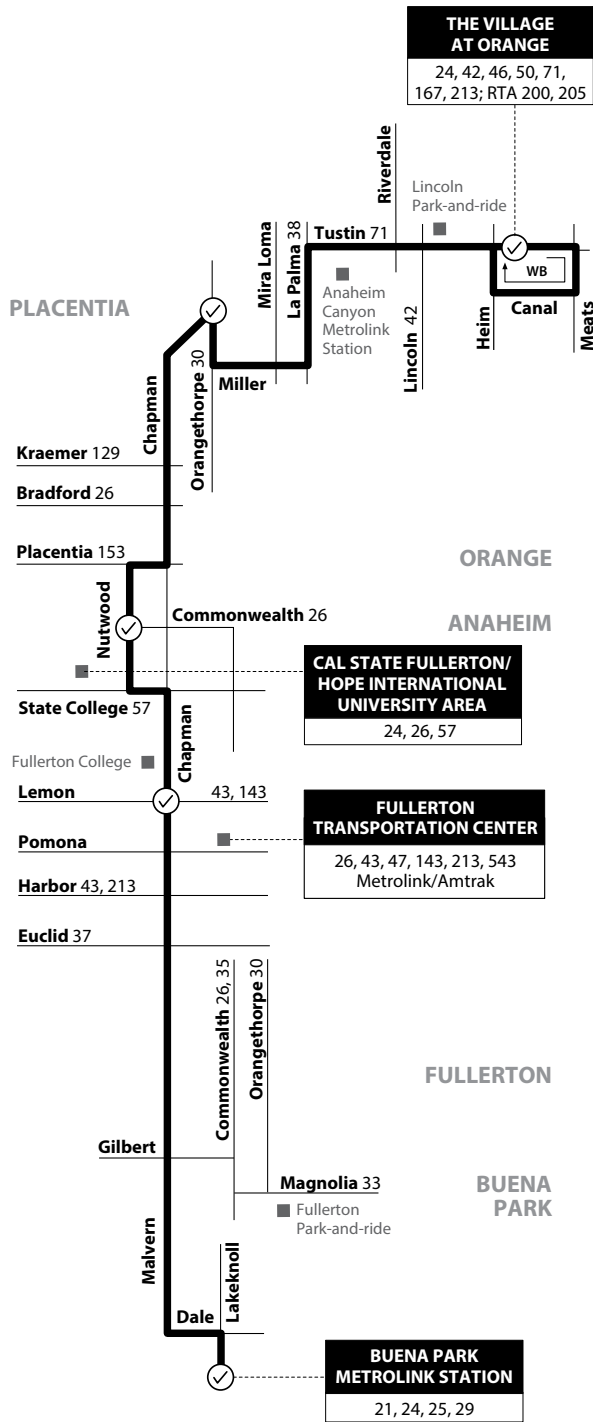 THE VILLAGE
AT ORANGE
24, 42, 46, 50, 71,
167, 213; RTA 200, 205
Riverdale
Lincoln
Park-and-ride
Mira Loma
La Palma 38
Tustin 71
WB
PLACENTIA
Anaheim
Canyon
Metrolink
Station
Lincoln 42
Heim
Canal
Meats
Chapman
Orangethorpe 30
Miller
Kraemer 129
Bradford 26
Placentia 153
ORANGE
Nutwood
Commonwealth 26
ANAHEIM
CAL STATE FULLERTON/
HOPE INTERNATIONAL
UNIVERSITY AREA
24, 26, 57
State College 57
Chapman
Fullerton College
Lemon 43, 143
FULLERTON
TRANSPORTATION CENTER
26, 43, 47, 143, 213, 543
Metrolink/Amtrak
Pomona
Harbor 43, 213
Euclid 37
Commonwealth 26, 35
Orangethorpe 30
FULLERTON
Gilbert
Magnolia 33
BUENA
PARK
Fullerton
Park-and-ride
Malvern
Lakeknoll
Dale
BUENA PARK
METROLINK STATION
21, 24, 25, 29